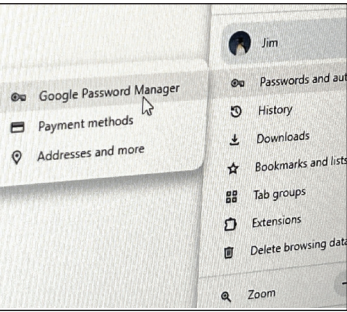 Jim
Passwords and aut
Google Password Manager
Payment methods
Addresses and more
History
Downloads
Bookmarks and lists
Tab groups
Extensions
Delete browsing data
Zoom